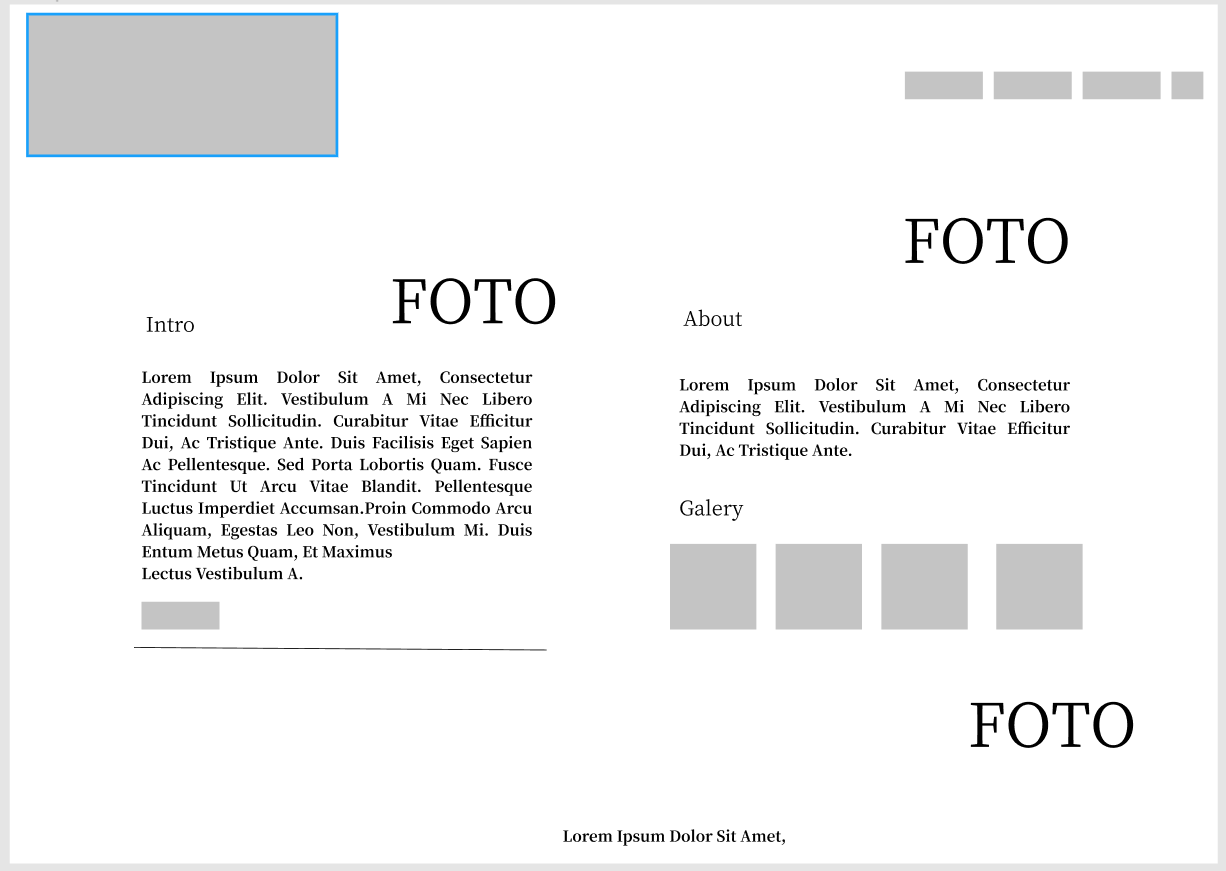 FOTO
Intro
Lorem Ipsum Dolor Sit Amet, Consectetur
Adipiscing Elit. Vestibulum A Mi Nec Libero
Tincidunt Sollicitudin. Curabitur Vitae Efficitur
Dui, Ac Tristique Ante. Duis Facilisis Eget Sapien
Ac Pellentesque. Sed Porta Lobortis Quam. Fusce
Tincidunt Ut Arcu Vitae Blandit. Pellentesque
Luctus Imperdiet Accumsan.Proin Commodo Arcu
Aliquam, Egestas Leo Non, Vestibulum Mi. Duis
Entum Metus Quam, Et Maximus
Lectus Vestibulum A.
FOTO
About
Lorem Ipsum Dolor Sit Amet, Consectetur
Adipiscing Elit. Vestibulum A Mi Nec Libero
Tincidunt Sollicitudin. Curabitur Vitae Efficitur
Dui, Ac Tristique Ante.
Galery
FOTO
Lorem Ipsum Dolor Sit Amet,